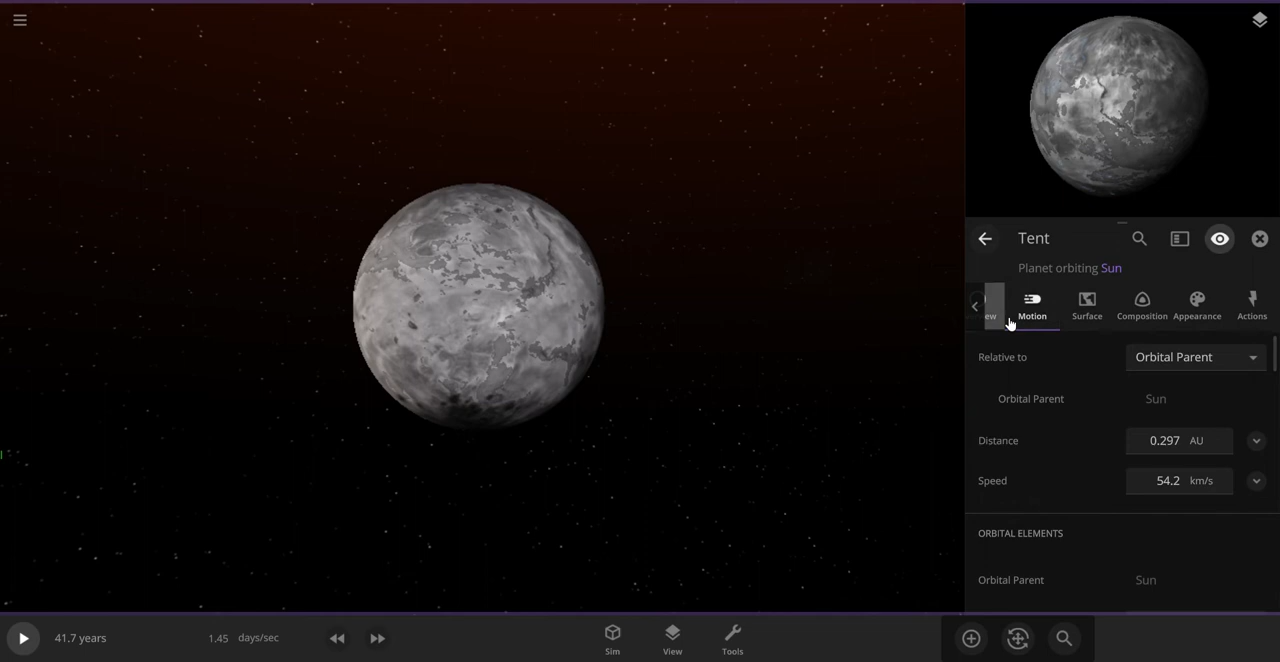 Tent
Planet orbiting Sun
ew Motion Surface Composition Appearance Actions
Relative to Orbital Parent
Orbital Parent Sun
Distance 0.297 AU
Speed 54.2 km/s
ORBITAL ELEMENTS
Orbital Parent Sun
41.7 years 1.45 days/sec
Sim View Tools